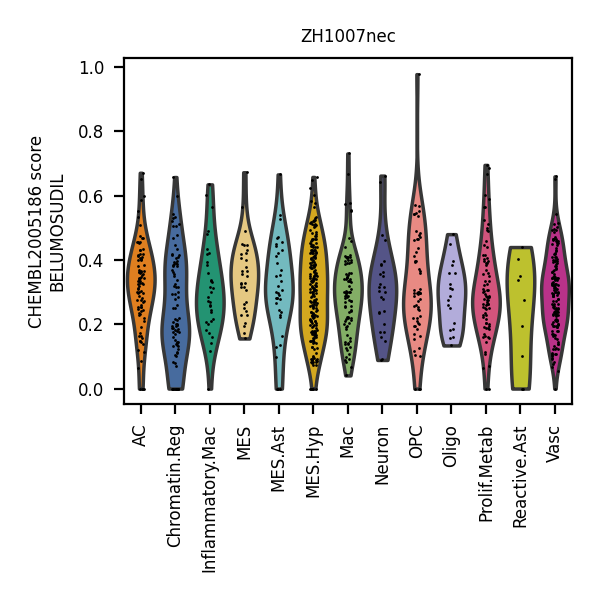 ZH1007nec
CHEMBL2005186 score
BELUMOSUDIL
1.0
0.8
0.6
0.4
0.2
0.0
AC
Chromatin.Reg
Inflammatory.Mac
MES
MES.Ast
MES.Hyp
Mac
Neuron
OPC
Oligo
Prolif.Metab
Reactive.Ast
Vasc